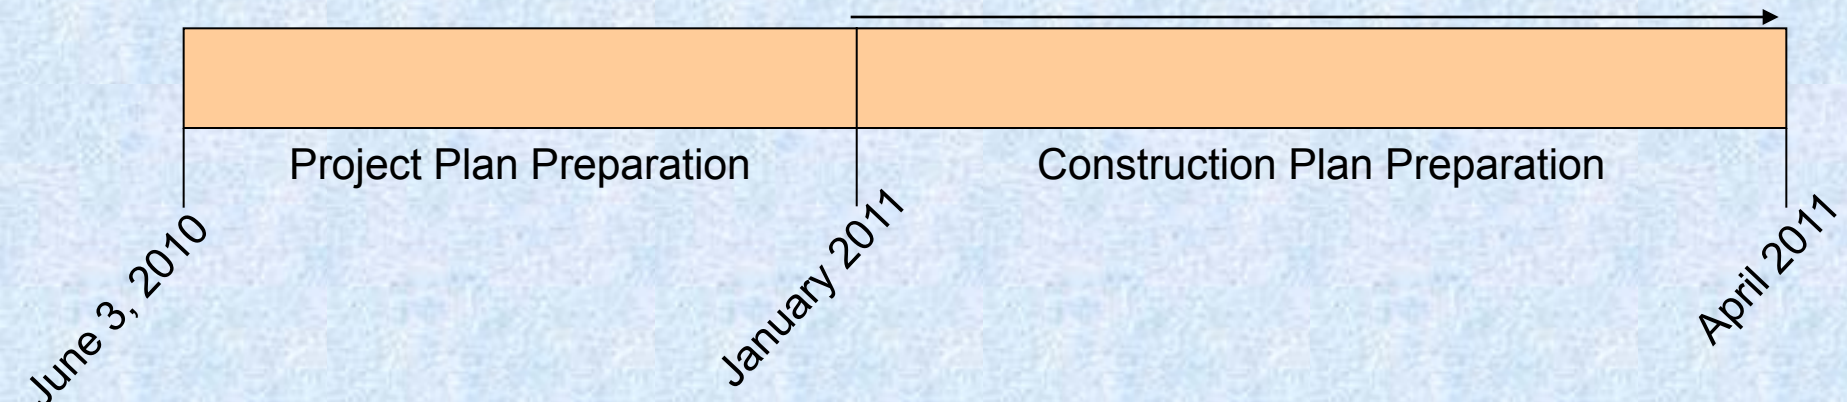 Project Plan Preparation
Construction Plan Preparation
June 3, 2010
January 2011
April 2011